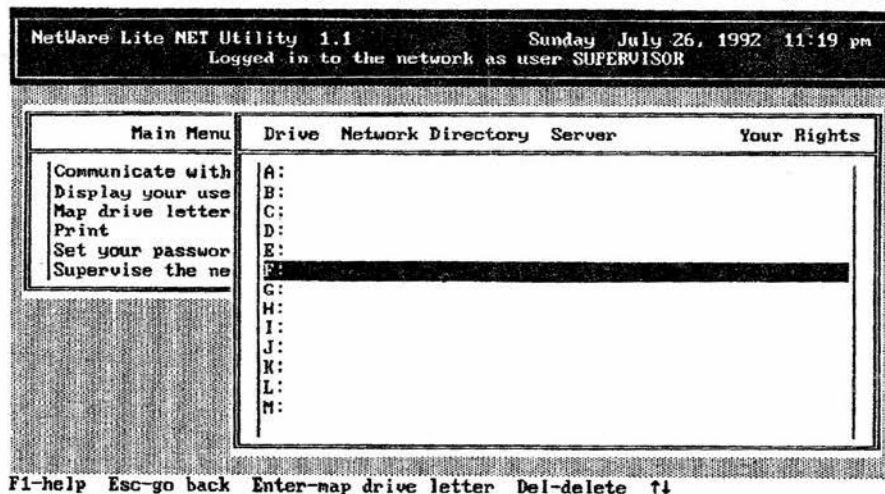 NetWare Lite NET Utility 1.1 Sunday July 26, 1992 11:19 pm
Logged in to the network as user SUPERVISOR
Main Menu
Communicate with
Display your use
Map drive letter
Print
Set your passwor
Supervise the ne
Drive Network Directory Server Your Rights
A:
B:
C:
D:
E:
F:
G:
H:
I:
J:
K:
L:
M:
F1-help Esc-go back Enter-map drive letter Del-delete ↑↓